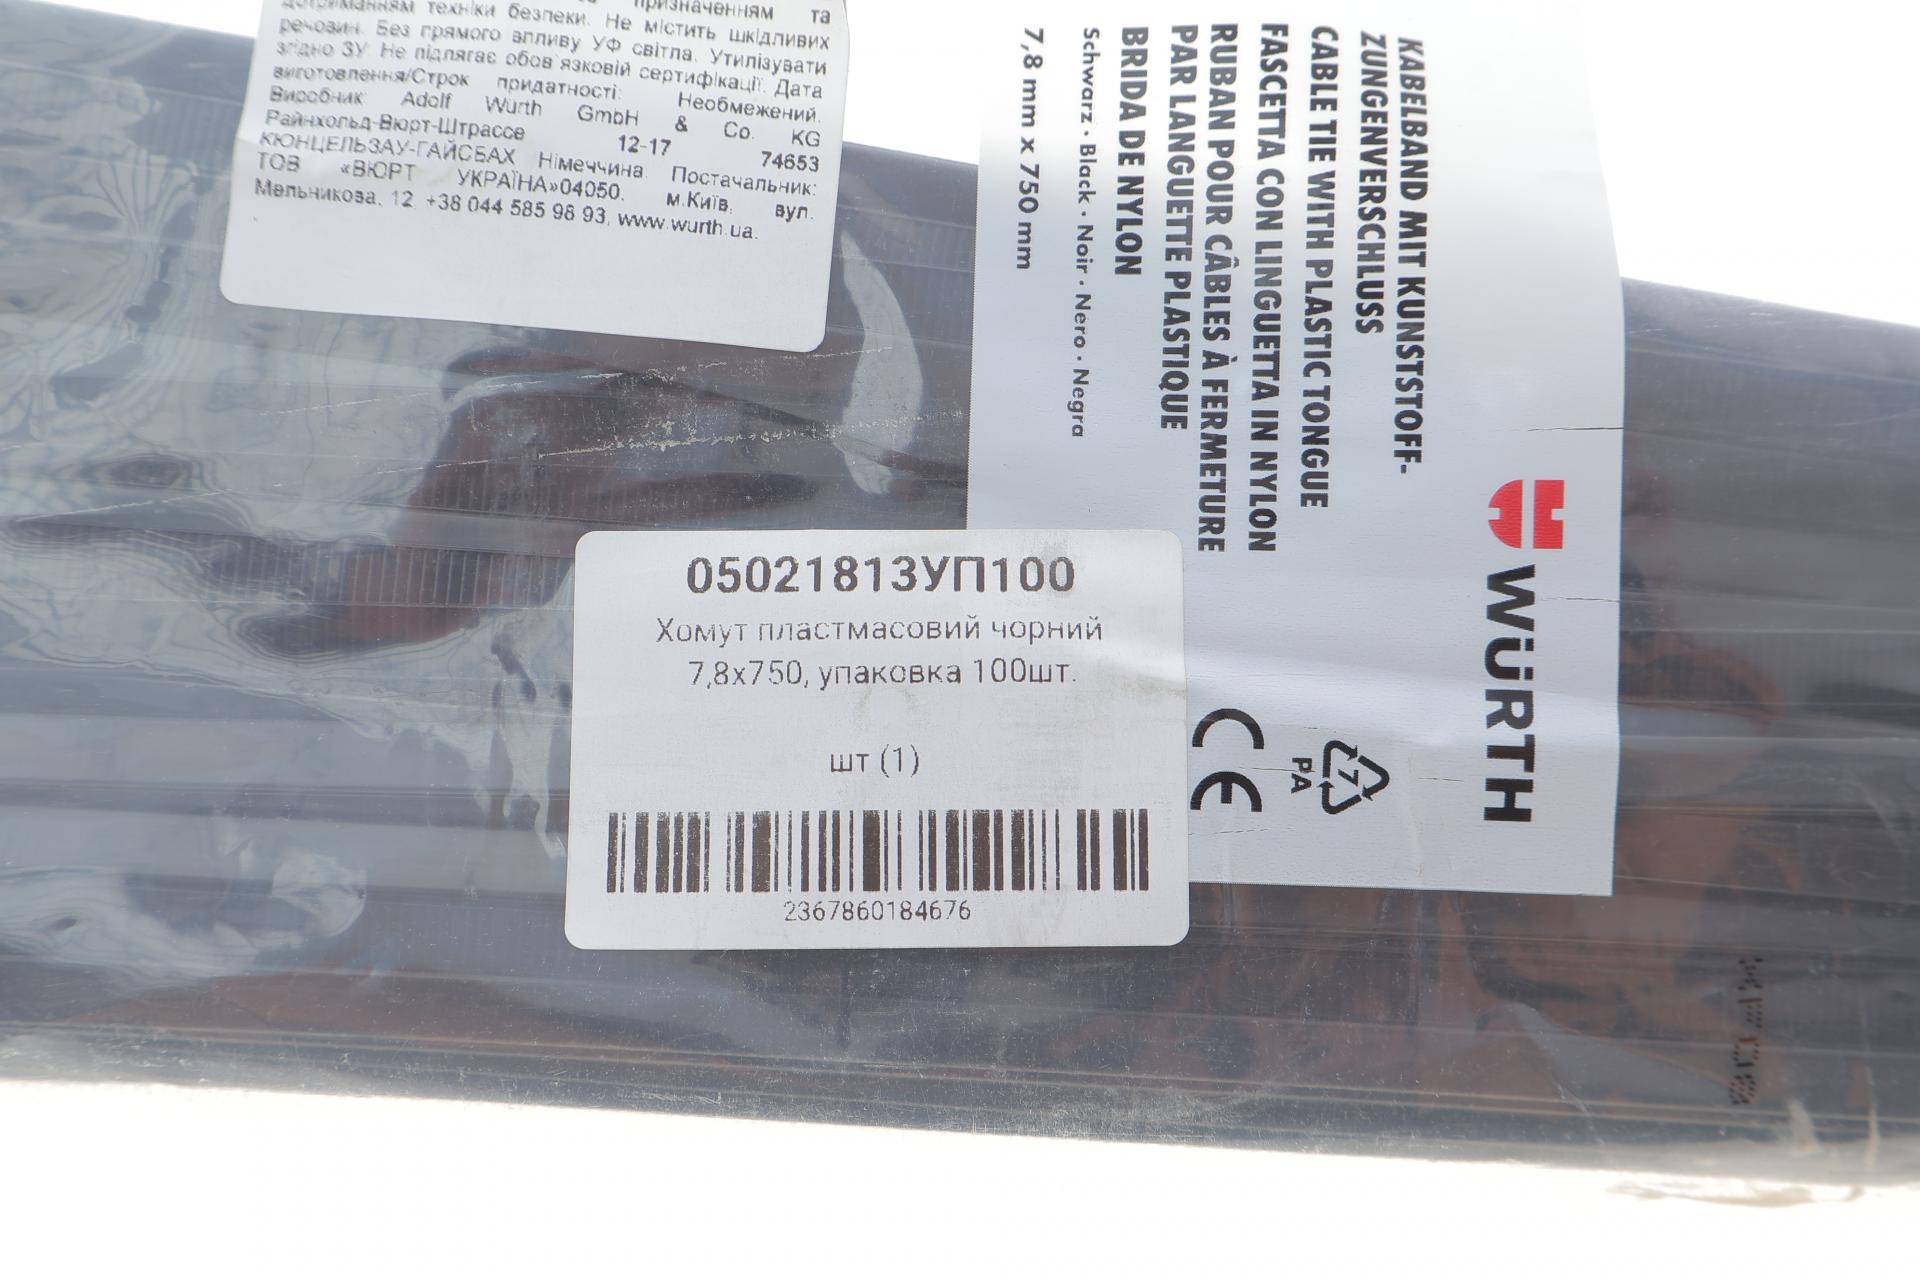 призначенням та
дотриманням техніки безпеки. Не містить шкідливих
речовин. Без прямого впливу УФ світла. Утилізувати
згідно ЗУ. Не підлягає обов'язковій сертифікації. Дата
виготовлення/Строк придатності: Необмежений.
Виробник: Adolf Wurth GmbH & Co. KG
Райнхольд-Вюрт-Штрассе 12-17 74653
КЮНЦЕЛЬЗАУ-ГАЙСБАХ Німеччина. Постачальник:
ТОВ «ВЮРТ УКРАЇНА»04050, м.Київ, вул.
Мельникова, 12, +38 044 585 98 93, www.wurth.ua.
WÜRTH
KABELBAND MIT KUNSTSTOFF-
ZUNGENVERSCHLUSS
CABLE TIE WITH PLASTIC TONGUE
FASCETTA CON LINGUETTA IN NYLON
RUBAN POUR CÂBLES À FERMETURE
PAR LANGUETTE PLASTIQUE
BRIDA DE NYLON
Schwarz · Black · Noir · Nero · Negra
7,8 mm x 750 mm
7
PA
CE
05021813УП100
Хомут пластмасовий чорний
7,8x750, упаковка 100шт.
шт (1)
2367860184676